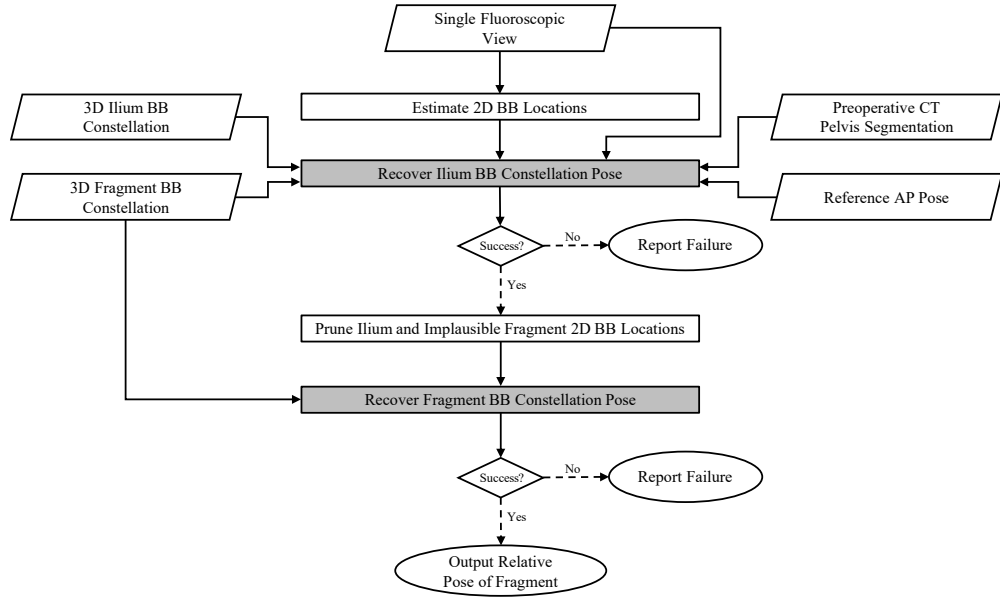 Single Fluoroscopic
View
3D Ilium BB
Constellation
Estimate 2D BB Locations
Preoperative CT
Pelvis Segmentation
Recover Ilium BB Constellation Pose
3D Fragment BB
Constellation
Reference AP Pose
Success?
No
Report Failure
Yes
Prune Ilium and Implausible Fragment 2D BB Locations
Recover Fragment BB Constellation Pose
Success?
No
Report Failure
Yes
Output Relative
Pose of Fragment